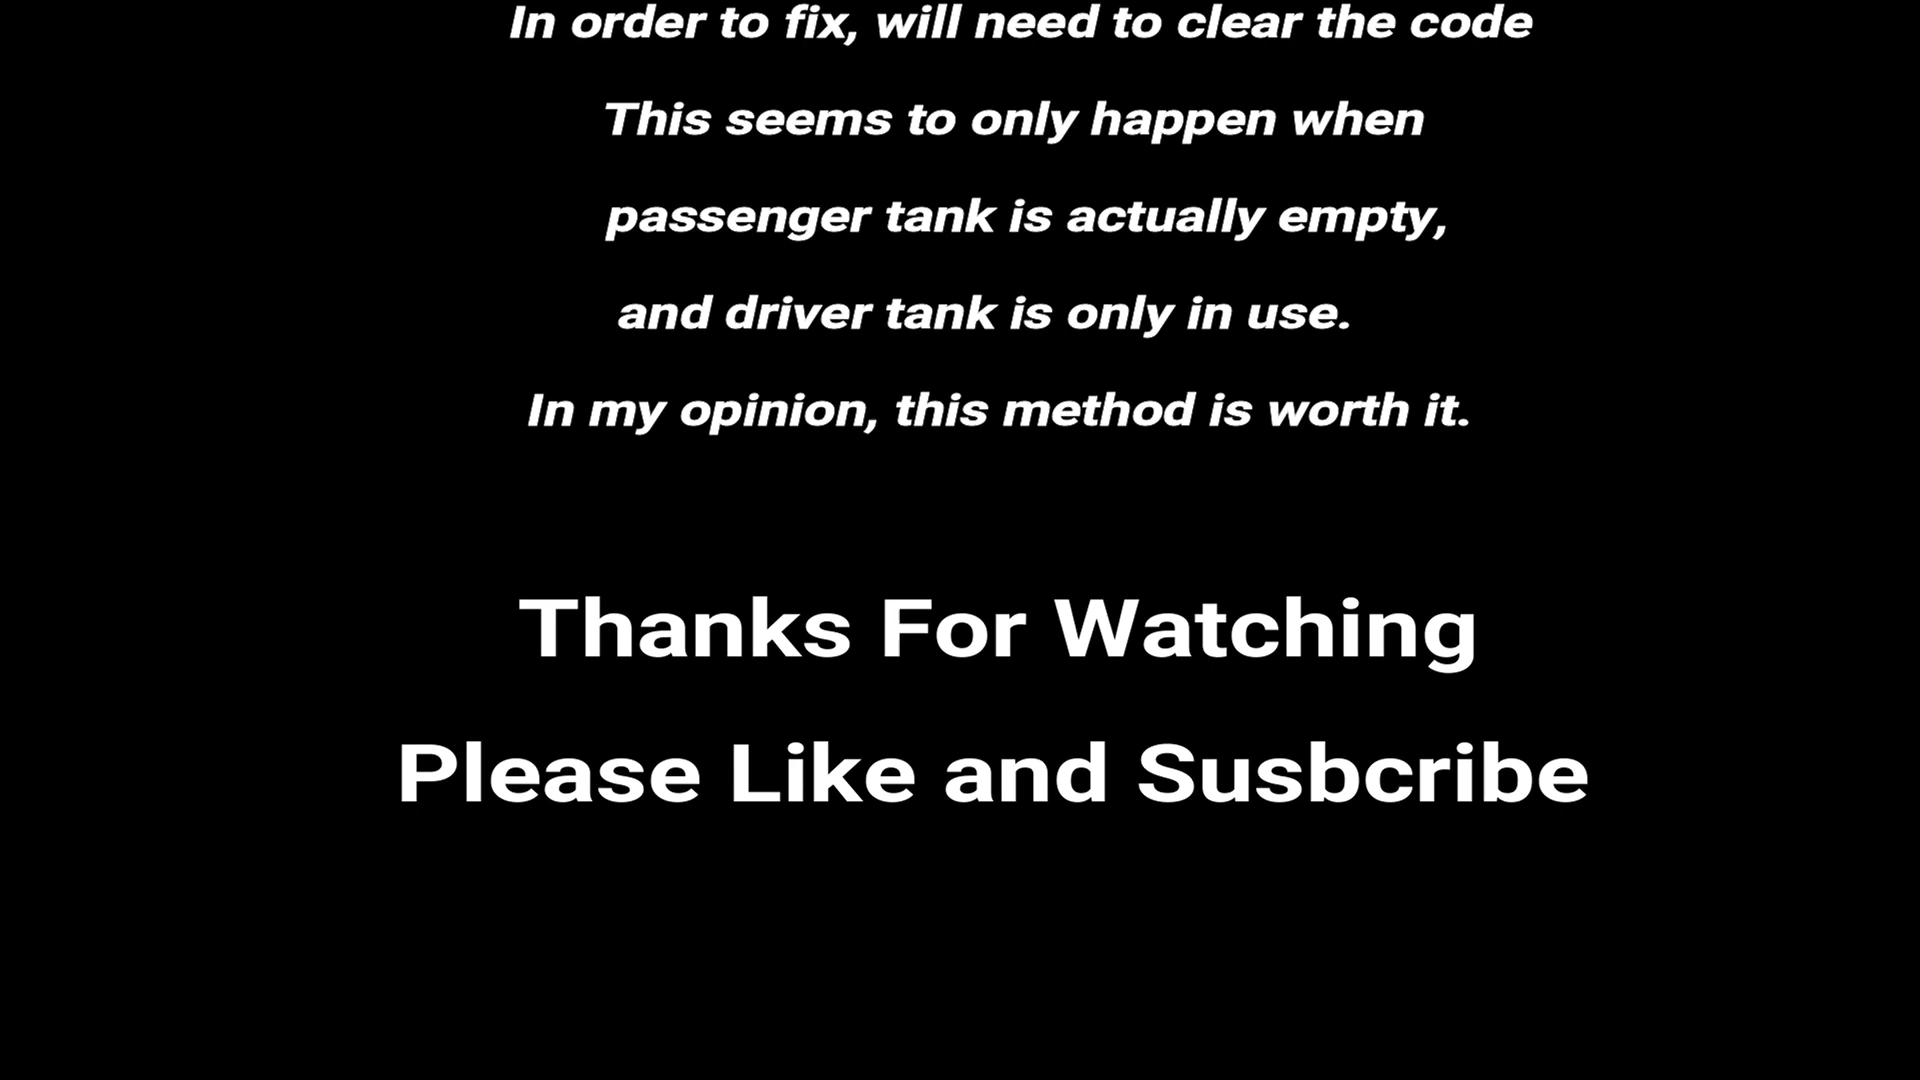 In order to fix, will need to clear the code
This seems to only happen when
passenger tank is actually empty,
and driver tank is only in use.
In my opinion, this method is worth it.
Thanks For Watching
Please Like and Susbcribe